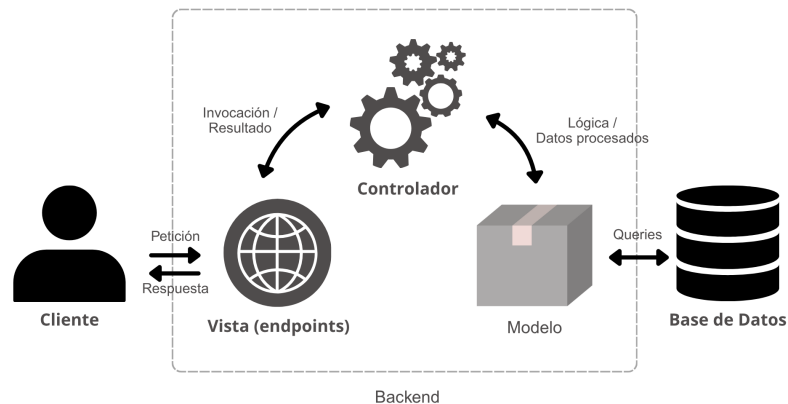 Invocación /
Resultado
Lógica /
Datos procesados
Controlador
Petición
Respuesta
Queries
Cliente
Vista (endpoints)
Modelo
Base de Datos
Backend